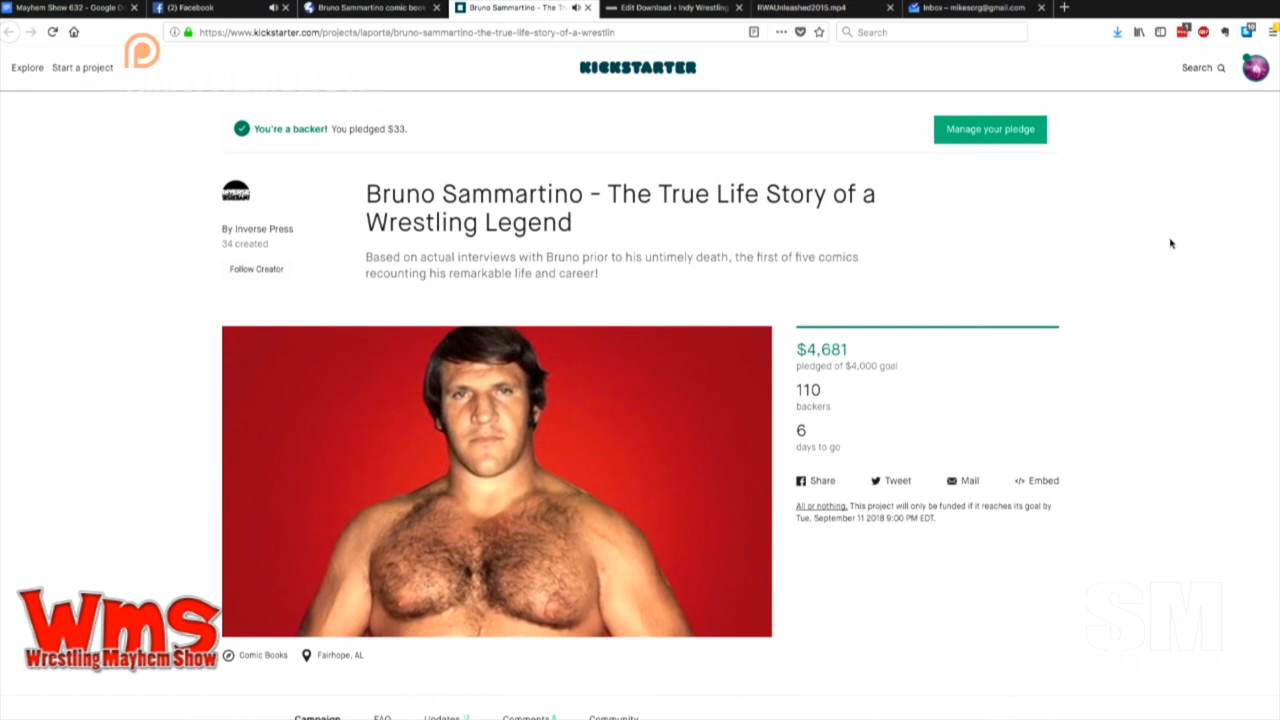 Mayhem Show 632 - Google D
(2) Facebook
Bruno Sammartino comic book
Bruno Sammartino - The Tr
Edit Download ‹ Indy Wrestling
RWAUnleashed2015.mp4
Inbox - mikesorg@gmail.com
https://www.kickstarter.com/projects/laporte/bruno-sammartino-the-true-life-story-of-a-wrestlin
Search
Explore Start a project
KICKSTARTER
Search
You're a backer! You pledged $33.
Manage your pledge
By Inverse Press
34 created
Follow Creator
Bruno Sammartino - The True Life Story of a
Wrestling Legend
Based on actual interviews with Bruno prior to his untimely death, the first of five comics
recounting his remarkable life and career!
$4,681
pledged of $4,000 goal
110
backers
6
days to go
Share Tweet Mail Embed
All or nothing. This project will only be funded if it reaches its goal by
Tue, September 11 2018 9:00 PM EDT.
WMS
Wrestling Mayhem Show
SM
Comic Books Fairhope, AL
Campaign FAQ Updates Comments Community